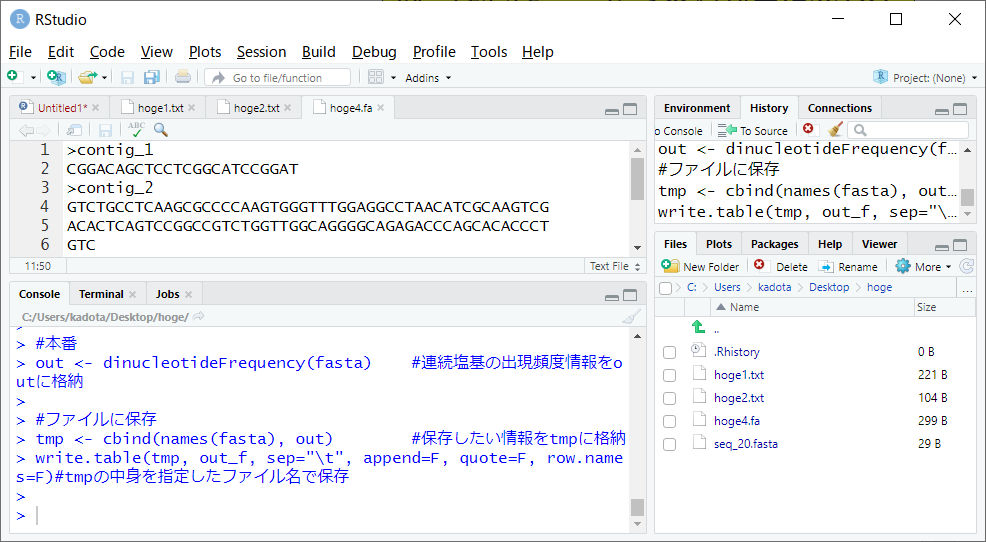 RStudio
File Edit Code View Plots Session Build Debug Profile Tools Help
Go to file/function Addins Project: (None)
Untitled1* hoge1.txt hoge2.txt hoge4.fa
ABC
1 >contig_1
2 CGGACAGCTCCTCGGCATCCGGAT
3 >contig_2
4 GTCTGCCTCAAGCGCCCCAAGTGGGTTTGGAGGCCTAACATCGCAAGTCG
5 ACACTCAGTCCGGCCGTCTGGTTGGCAGGGGCAGAGACCCAGCACACCCT
6 GTC
11:50 Text File
Console Terminal Jobs
C:/Users/kadota/Desktop/hoge/
>
> #本番
> out <- dinucleotideFrequency(fasta) #連続塩基の出現頻度情報をo
utに格納
>
> #ファイルに保存
> tmp <- cbind(names(fasta), out) #保存したい情報をtmpに格納
> write.table(tmp, out_f, sep="\t", append=F, quote=F, row.name
s=F)#tmpの中身を指定したファイル名で保存
>
>
Environment History Connections
o Console To Source
out <- dinucleotideFrequency(f…
#ファイルに保存
tmp <- cbind(names(fasta), out…
write.table(tmp, out_f, sep="\…
Files Plots Packages Help Viewer
New Folder Delete Rename More
C: Users kadota Desktop hoge ...
Name Size
..
.Rhistory 0 B
hoge1.txt 221 B
hoge2.txt 104 B
hoge4.fa 299 B
seq_20.fasta 29 B